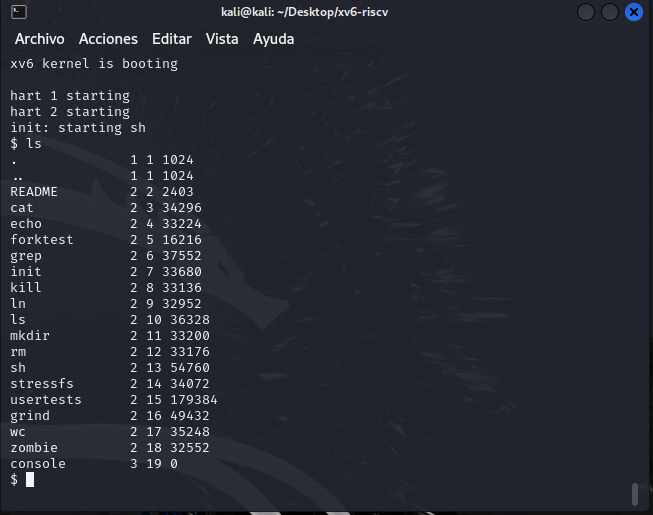 kali@kali: ~/Desktop/xv6-riscv
Archivo Acciones Editar Vista Ayuda
xv6 kernel is booting
hart 1 starting
hart 2 starting
init: starting sh
$ ls
. 1 1 1024
.. 1 1 1024
README 2 2 2403
cat 2 3 34296
echo 2 4 33224
forktest 2 5 16216
grep 2 6 37552
init 2 7 33680
kill 2 8 33136
ln 2 9 32952
ls 2 10 36328
mkdir 2 11 33200
rm 2 12 33176
sh 2 13 54760
stressfs 2 14 34072
usertests 2 15 179384
grind 2 16 49432
wc 2 17 35248
zombie 2 18 32552
console 3 19 0
$